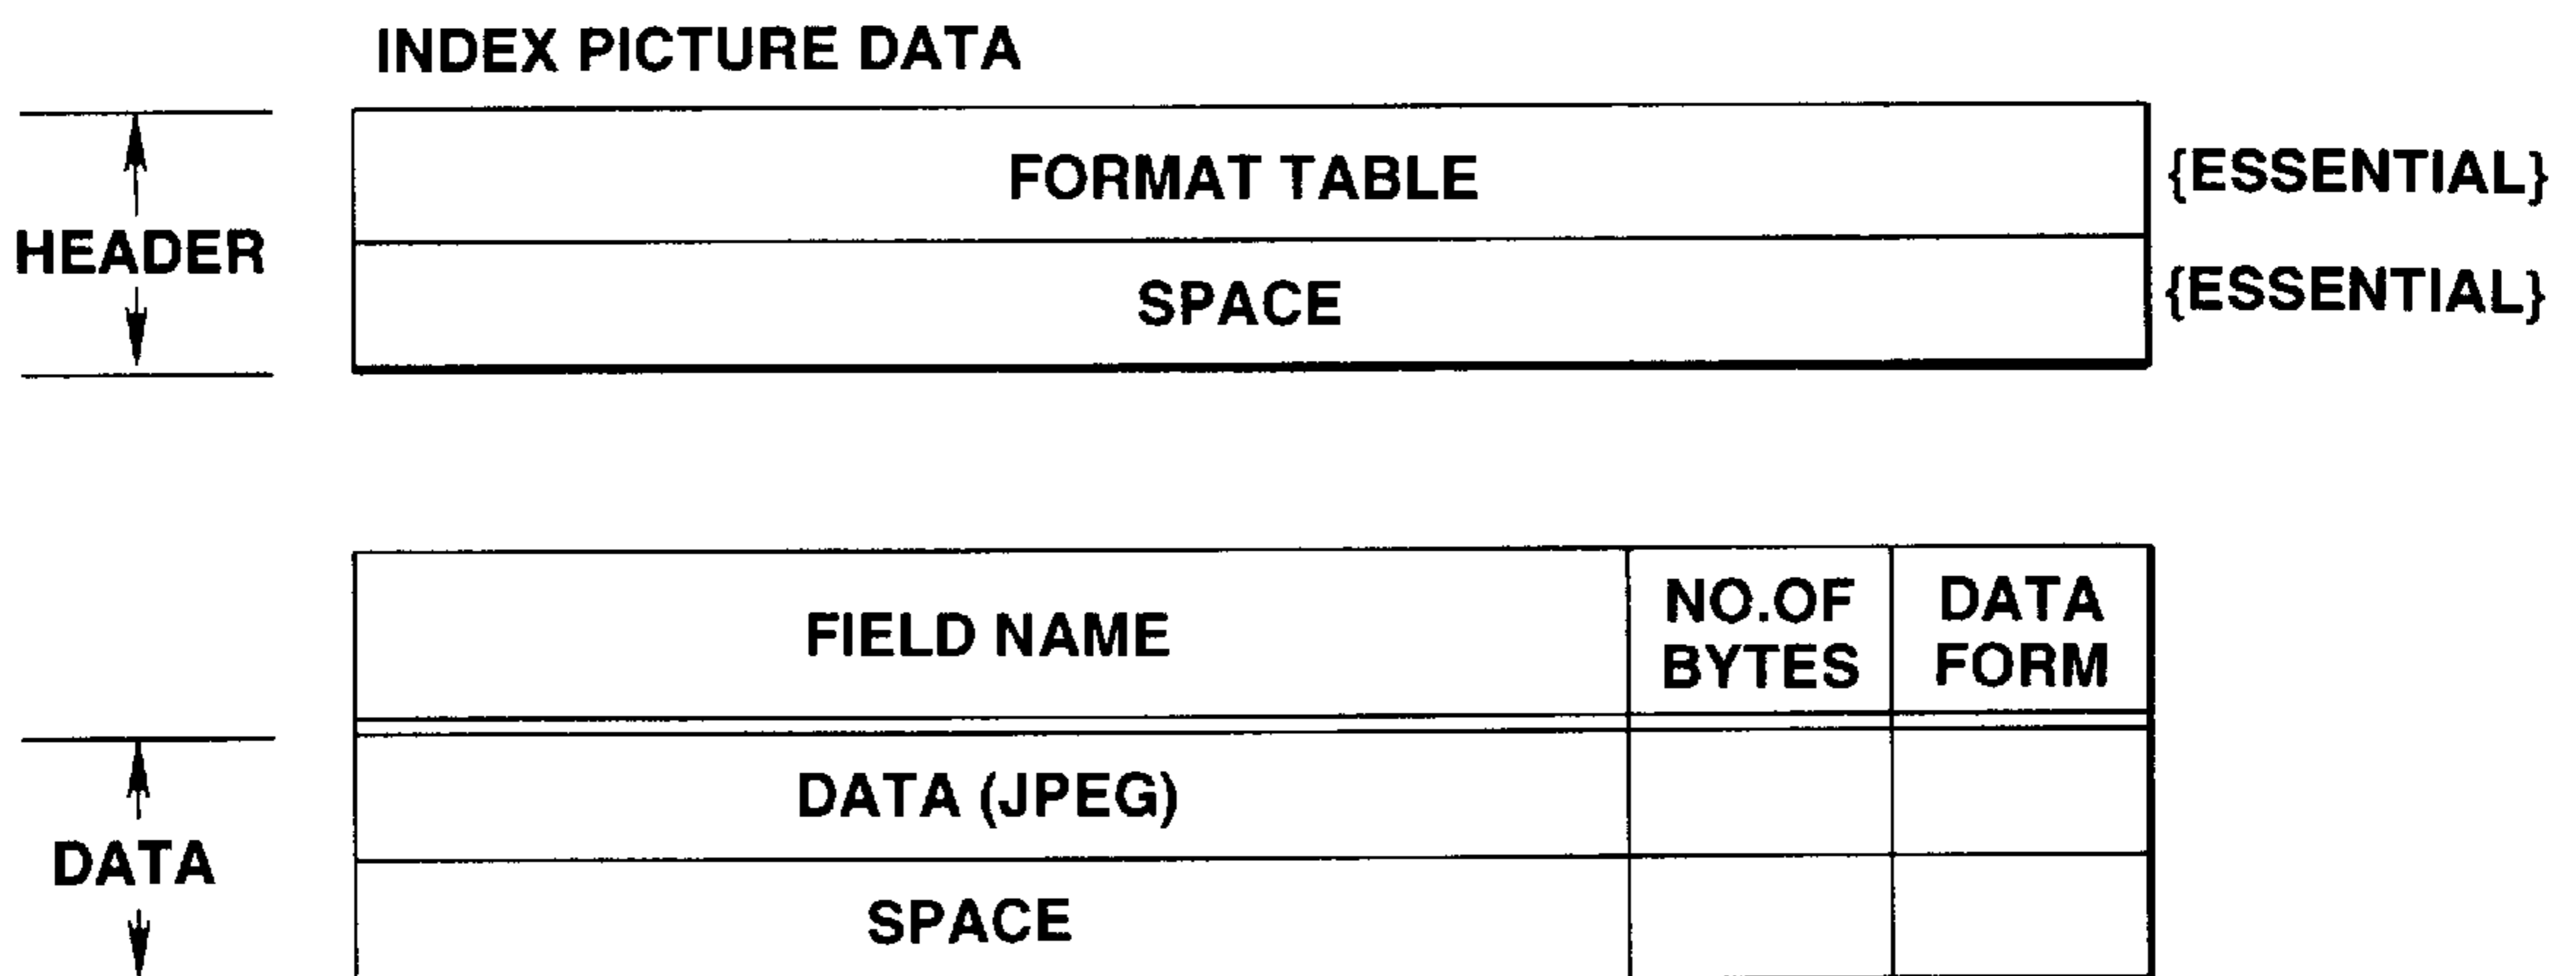 INDEX PICTURE DATA
FORMAT TABLE {ESSENTIAL}
HEADER
SPACE {ESSENTIAL}
FIELD NAME
NO.OF
BYTES
DATA
FORM
DATA (JPEG)
DATA
SPACE